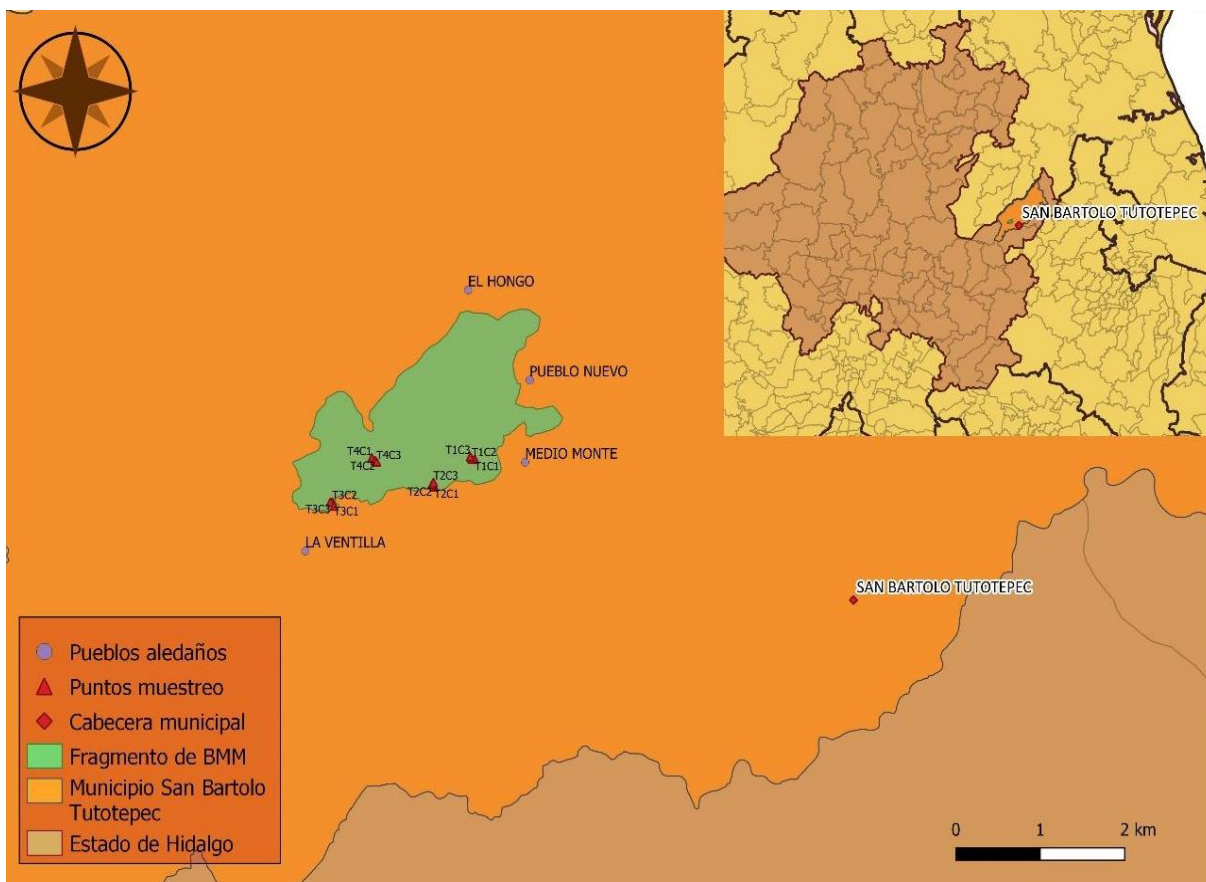 SAN BARTOLO TUTOTEPEC
EL HONGO
PUEBLO NUEVO
T4C1
T4C3
T4C2
T1C3
T1C2
T1C1
MEDIO MONTE
T2C3
T2C2
T2C1
T3C2
T3C3
T3C1
LA VENTILLA
SAN BARTOLO TUTOTEPEC
Pueblos aledaños
Puntos muestreo
Cabecera municipal
Fragmento de BMM
Municipio San Bartolo
Tutotepec
Estado de Hidalgo
0 1 2 km